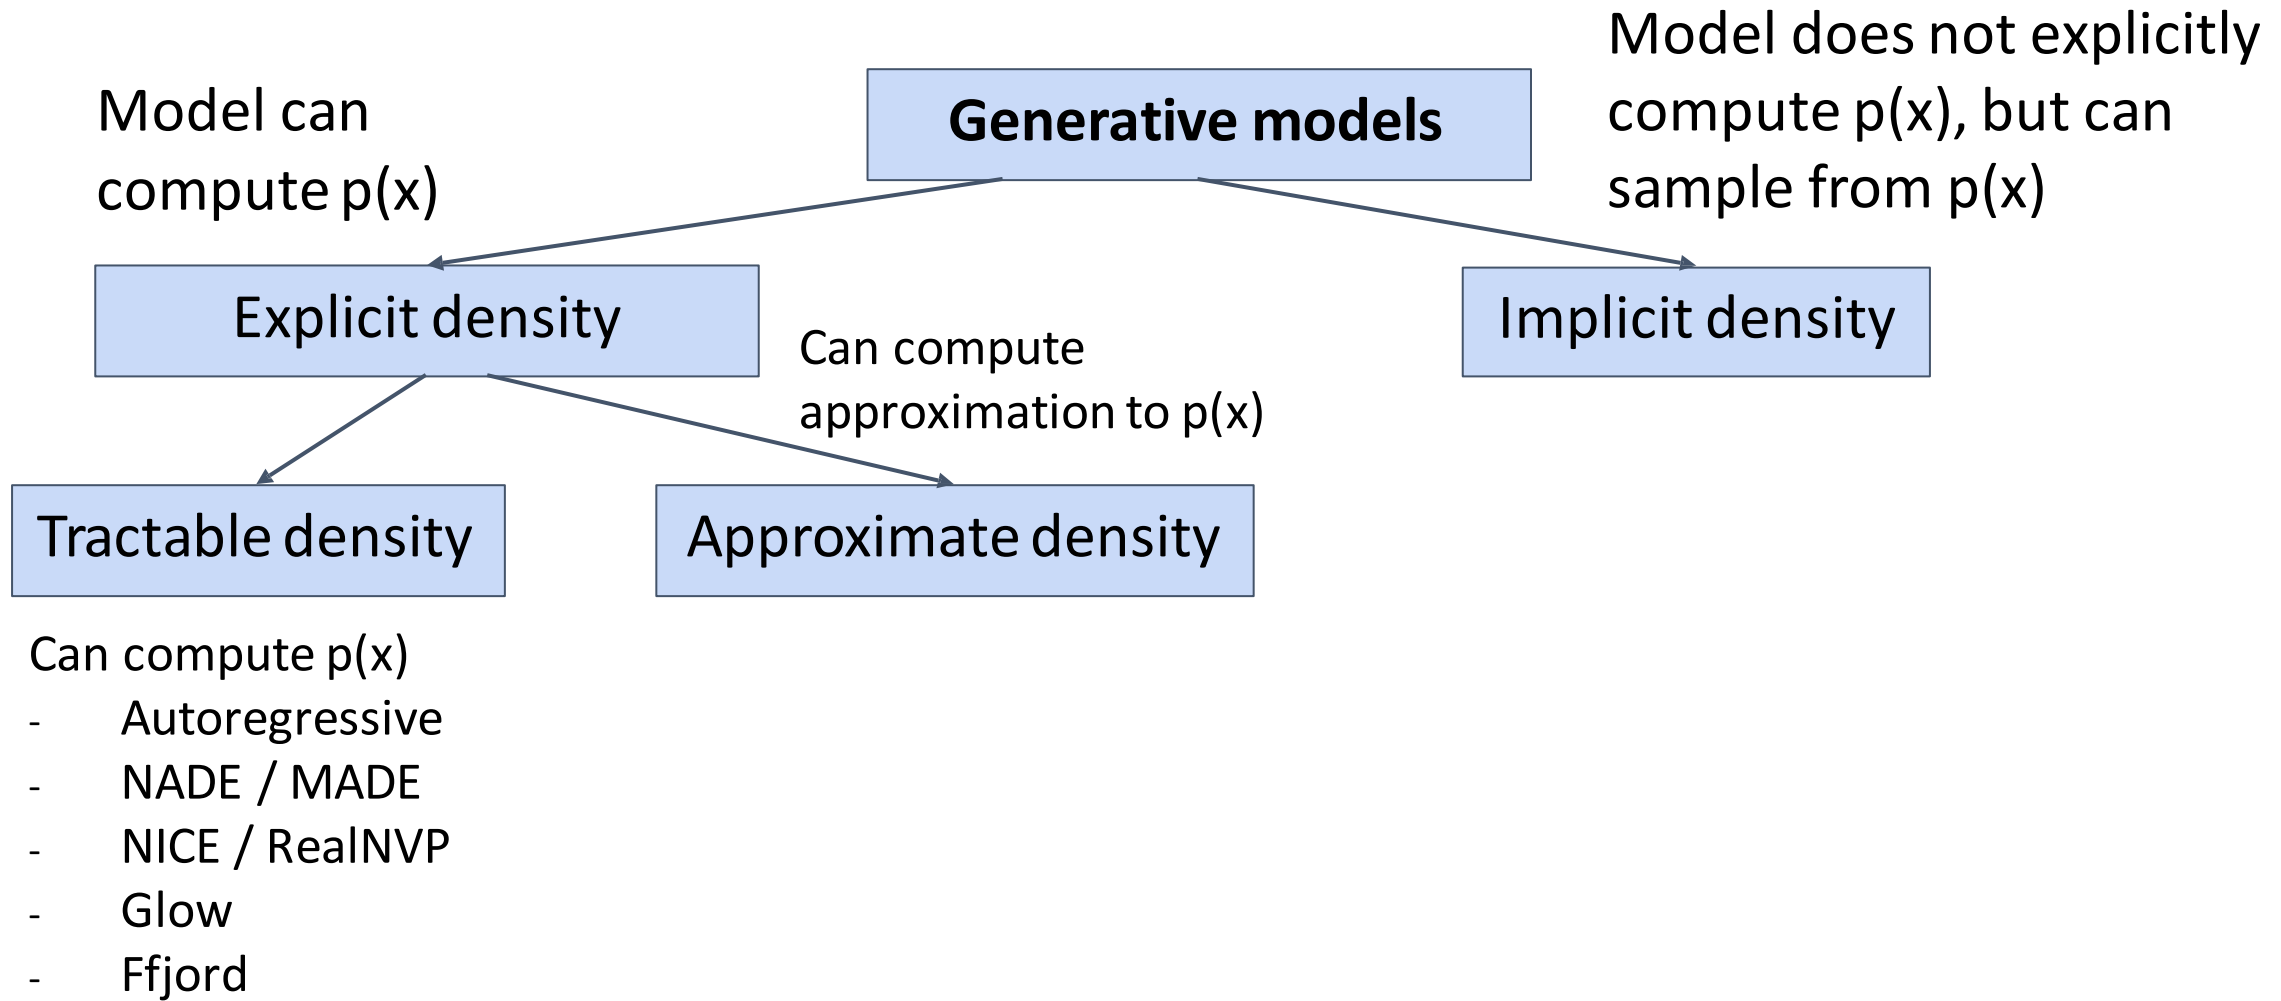 Generative models
Model can
compute p(x)
Model does not explicitly
compute p(x), but can
sample from p(x)
Explicit density
Implicit density
Can compute
approximation to p(x)
Tractable density
Approximate density
Can compute p(x)
- Autoregressive
- NADE / MADE
- NICE / RealNVP
- Glow
- Ffjord